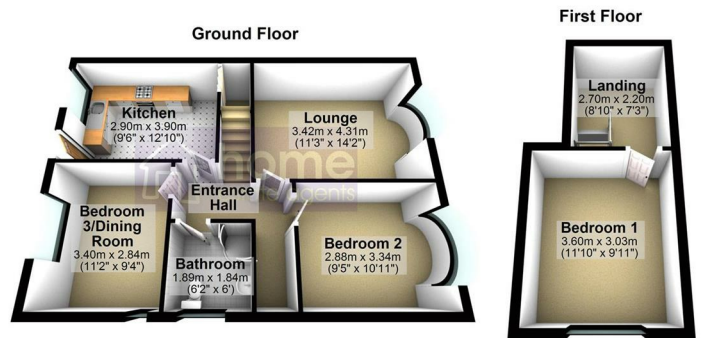 Ground Floor
First Floor
Kitchen
2.90m x 3.90m
(9'6" x 12'10")
Lounge
3.42m x 4.31m
(11'3" x 14'2")
Landing
2.70m x 2.20m
(8'10" x 7'3")
home
agents
Entrance
Hall
Bedroom
3/Dining
Room
3.40m x 2.84m
(11'2" x 9'4")
Bathroom
1.89m x 1.84m
(6'2" x 6')
Bedroom 2
2.88m x 3.34m
(9'5" x 10'11")
Bedroom 1
3.60m x 3.03m
(11'10" x 9'11")